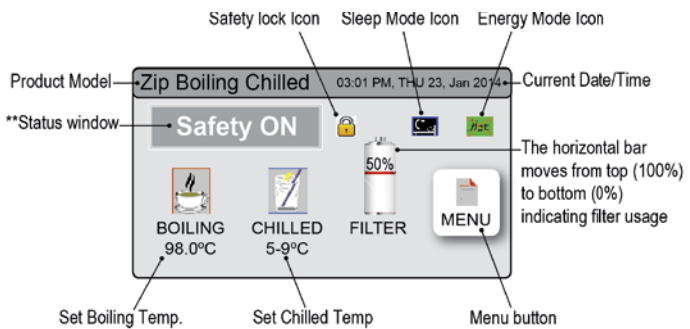 Safety lock Icon
Sleep Mode Icon
Energy Mode Icon
Product Model
Zip Boiling Chilled
03:01 PM, THU 23, Jan 2014
Current Date/Time
**Status window
Safety ON
Hot
The horizontal bar
moves from top (100%)
to bottom (0%)
indicating filter usage
50%
BOILING
98.0ºC
CHILLED
5-9ºC
FILTER
MENU
Set Boiling Temp.
Set Chilled Temp
Menu button